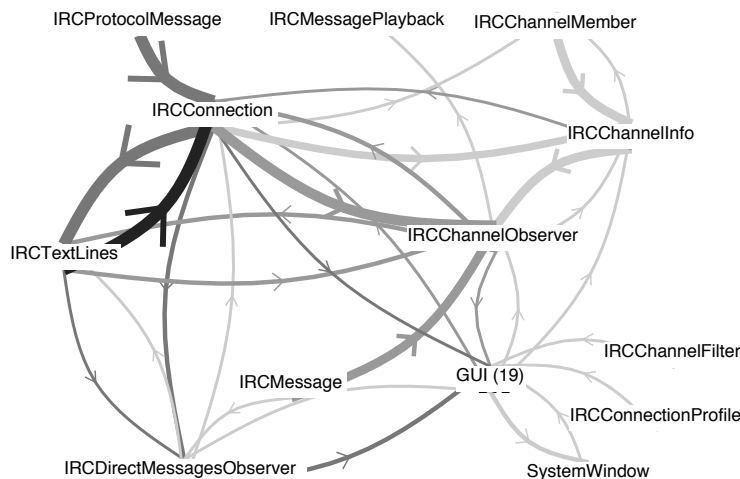 IRCProtocolMessage
IRCMessagePlayback
IRCChannelMember
IRCConnection
IRCChannelInfo
IRCChannelObserver
IRCTextLines
IRCChannelFilter
IRCMessage
GUI (19)
IRCConnectionProfile
IRCDirectMessagesObserver
SystemWindow